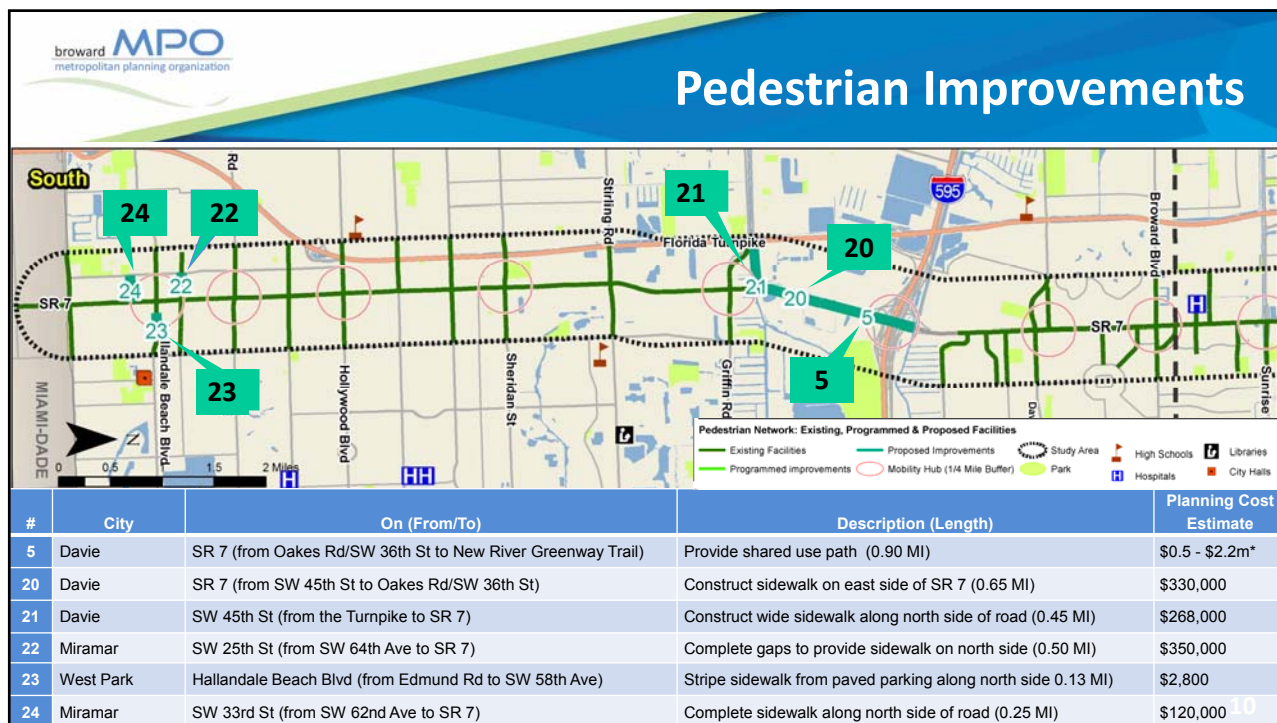 broward MPO
metropolitan planning organization
Pedestrian Improvements
South
Rd
24
22
21
20
5
23
24
22
23
21
20
5
SR 7
SR 7
595
Florida Turnpike
Stirling Rd
Broward Blvd
llandale Beach Blvd
Hollywood Blvd
Sheridan St
Griffin Rd
Sunrise
Dav
MIAMI-DADE
N
0 0.5 1.5 2 Miles
H
HH
H
Pedestrian Network: Existing, Programmed & Proposed Facilities
Existing Facilities
Proposed Improvements
Study Area
High Schools
Libraries
Programmed improvements
Mobility Hub (1/4 Mile Buffer)
Park
H Hospitals
City Halls
# City On (From/To) Description (Length) Planning Cost Estimate
5 Davie SR 7 (from Oakes Rd/SW 36th St to New River Greenway Trail) Provide shared use path (0.90 MI) $0.5 - $2.2m*
20 Davie SR 7 (from SW 45th St to Oakes Rd/SW 36th St) Construct sidewalk on east side of SR 7 (0.65 MI) $330,000
21 Davie SW 45th St (from the Turnpike to SR 7) Construct wide sidewalk along north side of road (0.45 MI) $268,000
22 Miramar SW 25th St (from SW 64th Ave to SR 7) Complete gaps to provide sidewalk on north side (0.50 MI) $350,000
23 West Park Hallandale Beach Blvd (from Edmund Rd to SW 58th Ave) Stripe sidewalk from paved parking along north side 0.13 MI) $2,800
24 Miramar SW 33rd St (from SW 62nd Ave to SR 7) Complete sidewalk along north side of road (0.25 MI) $120,000
10